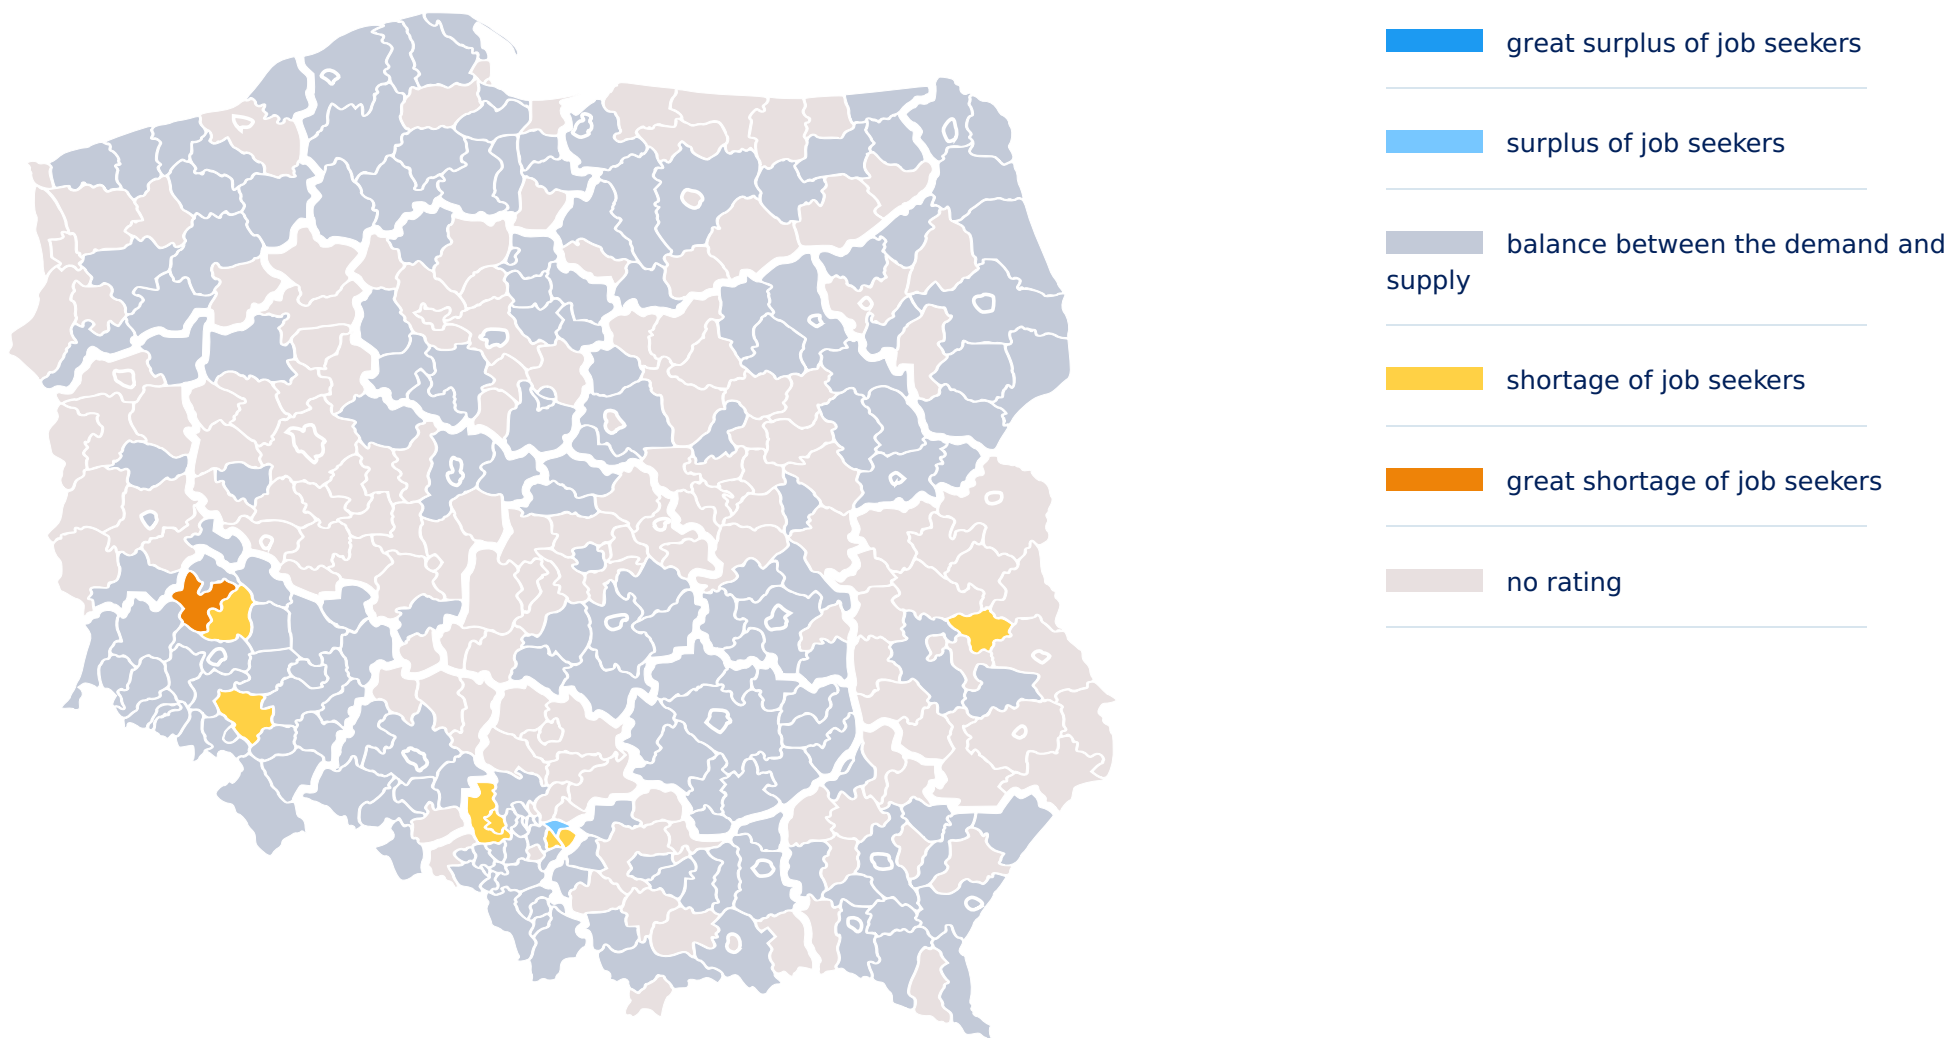 great surplus of job seekers
surplus of job seekers
balance between the demand and
supply
shortage of job seekers
great shortage of job seekers
no rating